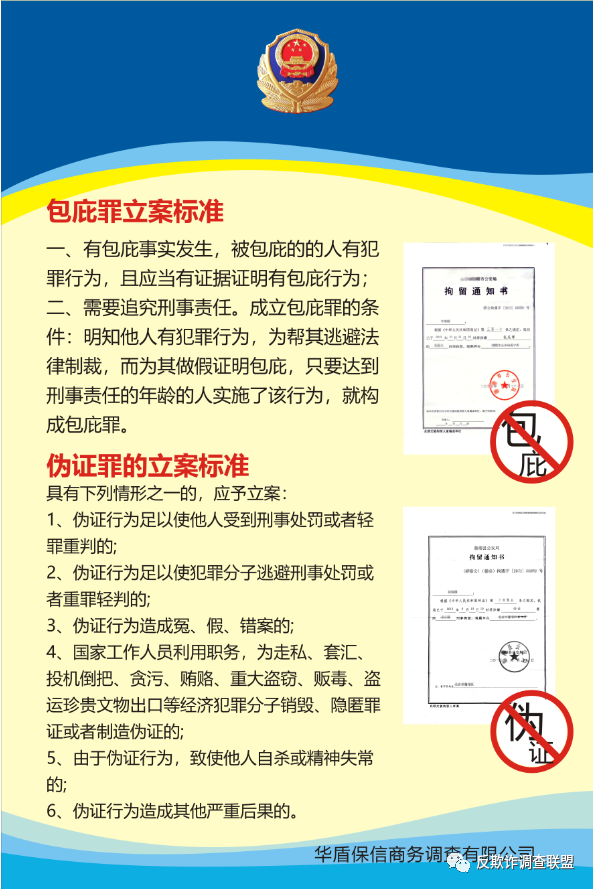 包庇罪立案标准
一、有包庇事实发生，被包庇的的人有犯
罪行为，且应当有证据证明有包庇行为；
二、需要追究刑事责任。成立包庇罪的条
件：明知他人有犯罪行为，为帮其逃避法
律制裁，而为其做假证明包庇，只要达到
刑事责任的年龄的人实施了该行为，就构
成包庇罪。
拘留通知书
包
庇
伪证罪的立案标准
具有下列情形之一的，应予立案：
1、伪证行为足以使他人受到刑事处罚或者轻
罪重判的;
2、伪证行为足以使犯罪分子逃避刑事处罚或
者重罪轻判的;
3、伪证行为造成冤、假、错案的;
4、国家工作人员利用职务，为走私、套汇、
投机倒把、贪污、贿赂、重大盗窃、贩毒、盗
运珍贵文物出口等经济犯罪分子销毁、隐匿罪
证或者制造伪证的;
5、由于伪证行为，致使他人自杀或精神失常
的;
6、伪证行为造成其他严重后果的。
拘留通知书
伪
证
华盾保信商务调查有限公司
反欺诈调查联盟